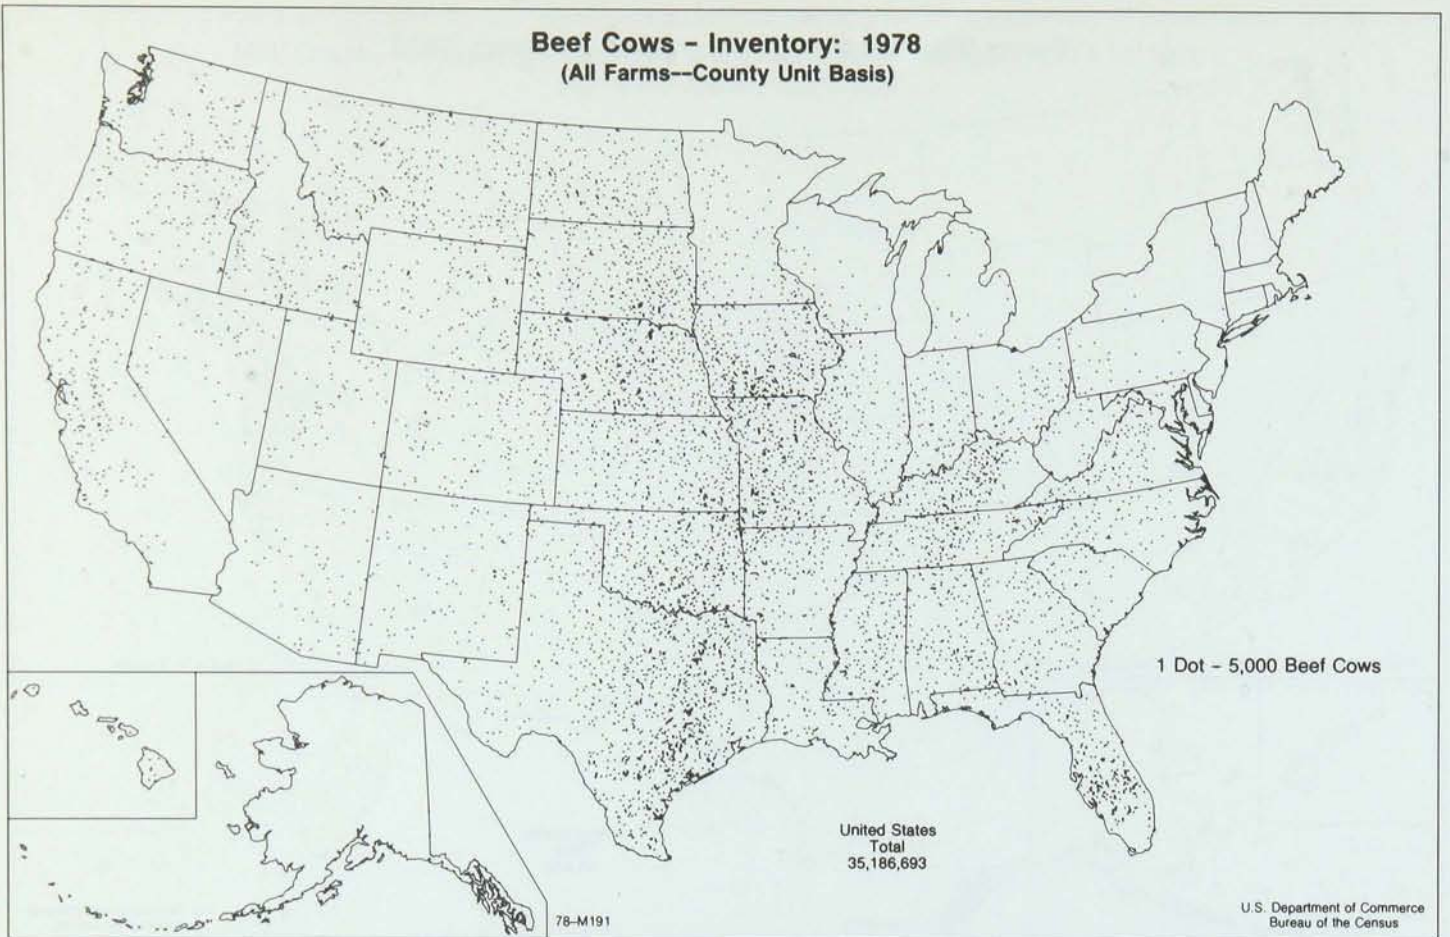 Beef Cows - Inventory: 1978
(All Farms--County Unit Basis)
1 Dot - 5,000 Beef Cows
United States
Total
35,186,693
78-M191
U.S. Department of Commerce
Bureau of the Census